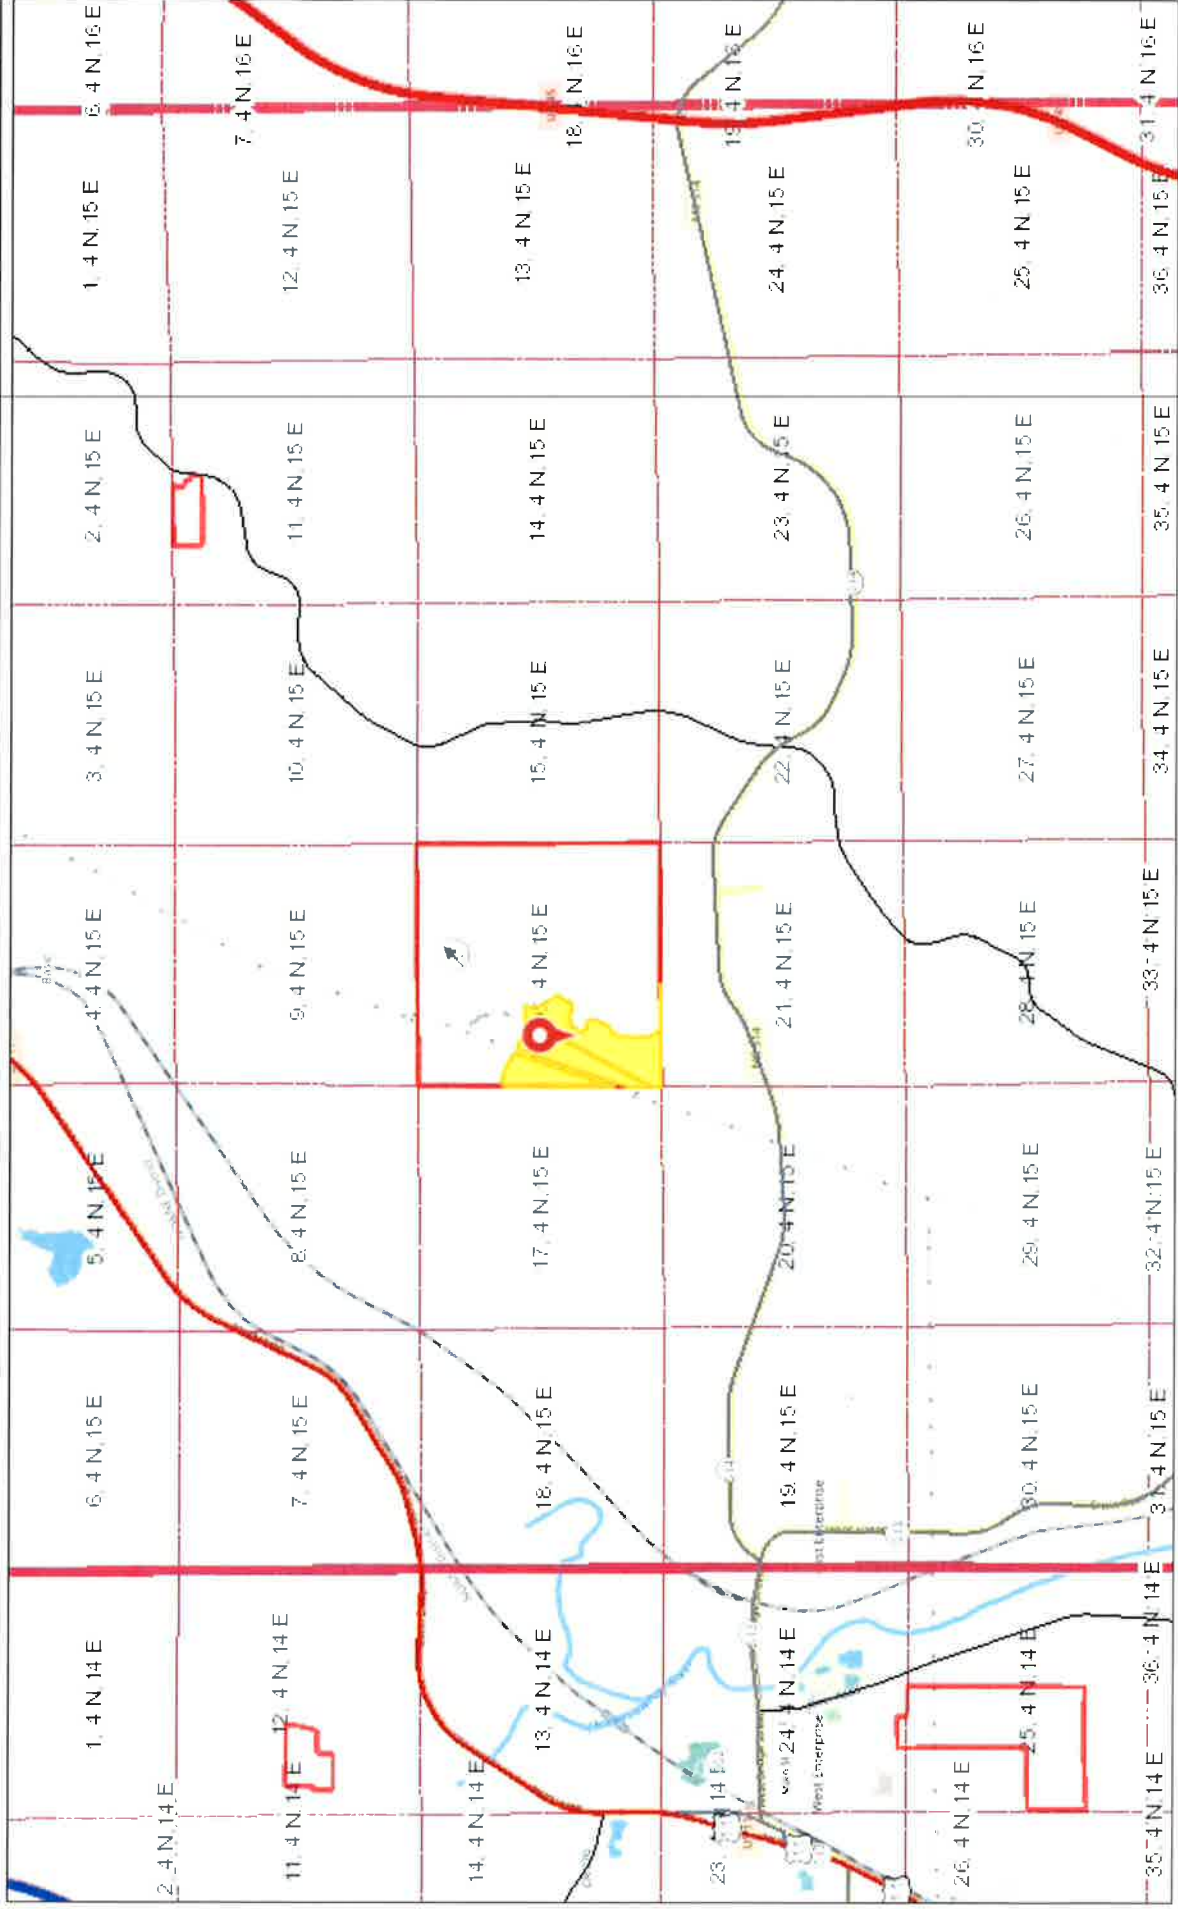 2, 4 N, 14 E
1, 4 N, 14 E
6, 4 N, 15 E
5, 4 N, 15 E
4, 4 N, 15 E
3, 4 N, 15 E
2, 4 N, 15 E
1, 4 N, 15 E
6, 4 N, 16 E
11, 4 N, 14 E
12, 4 N, 14 E
7, 4 N, 15 E
8, 4 N, 15 E
9, 4 N, 15 E
10, 4 N, 15 E
11, 4 N, 15 E
12, 4 N, 15 E
7, 4 N, 16 E
14, 4 N, 14 E
13, 4 N, 14 E
18, 4 N, 15 E
17, 4 N, 15 E
4 N, 15 E
15, 4 N, 15 E
14, 4 N, 15 E
13, 4 N, 15 E
18, 4 N, 16 E
23, 14 E
24, 4 N, 14 E
19, 4 N, 15 E
20, 4 N, 15 E
21, 4 N, 15 E
22, 4 N, 15 E
23, 4 N, 15 E
24, 4 N, 15 E
19, 4 N, 16 E
Main St
West Enterprise
Enterprise
26, 4 N, 14 E
25, 4 N, 14 E
30, 4 N, 15 E
29, 4 N, 15 E
28, 4 N, 15 E
27, 4 N, 15 E
26, 4 N, 15 E
25, 4 N, 15 E
30, 4 N, 16 E
35, 4 N, 14 E
36, 4 N, 14 E
31, 4 N, 15 E
32, 4 N, 15 E
33, 4 N, 15 E
34, 4 N, 15 E
35, 4 N, 15 E
36, 4 N, 15 E
31, 4 N, 16 E